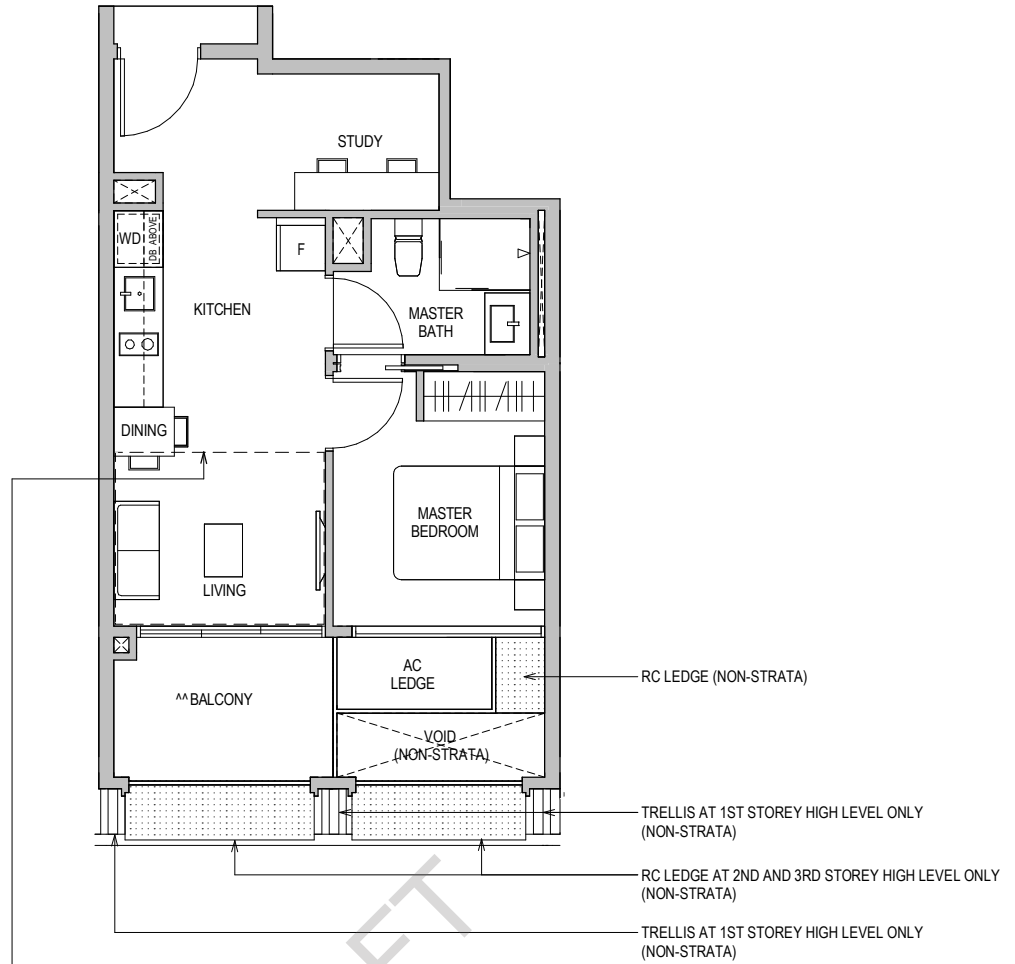 STUDY
WD
DB ABOVE
F
KITCHEN
MASTER
BATH
DINING
MASTER
BEDROOM
LIVING
AC
LEDGE
RC LEDGE (NON-STRATA)
^^BALCONY
VOID
(NON-STRATA)
TRELLIS AT 1ST STOREY HIGH LEVEL ONLY
(NON-STRATA)
RC LEDGE AT 2ND AND 3RD STOREY HIGH LEVEL ONLY
(NON-STRATA)
TRELLIS AT 1ST STOREY HIGH LEVEL ONLY
(NON-STRATA)